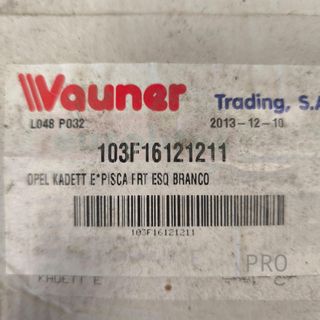 Vauner Trading, S.A
L048 P032 2013-12-10
103F16121211
OPEL KADETT E*PISCA FRT ESQ BRANCO
103F16121211
PRO
KADETT E